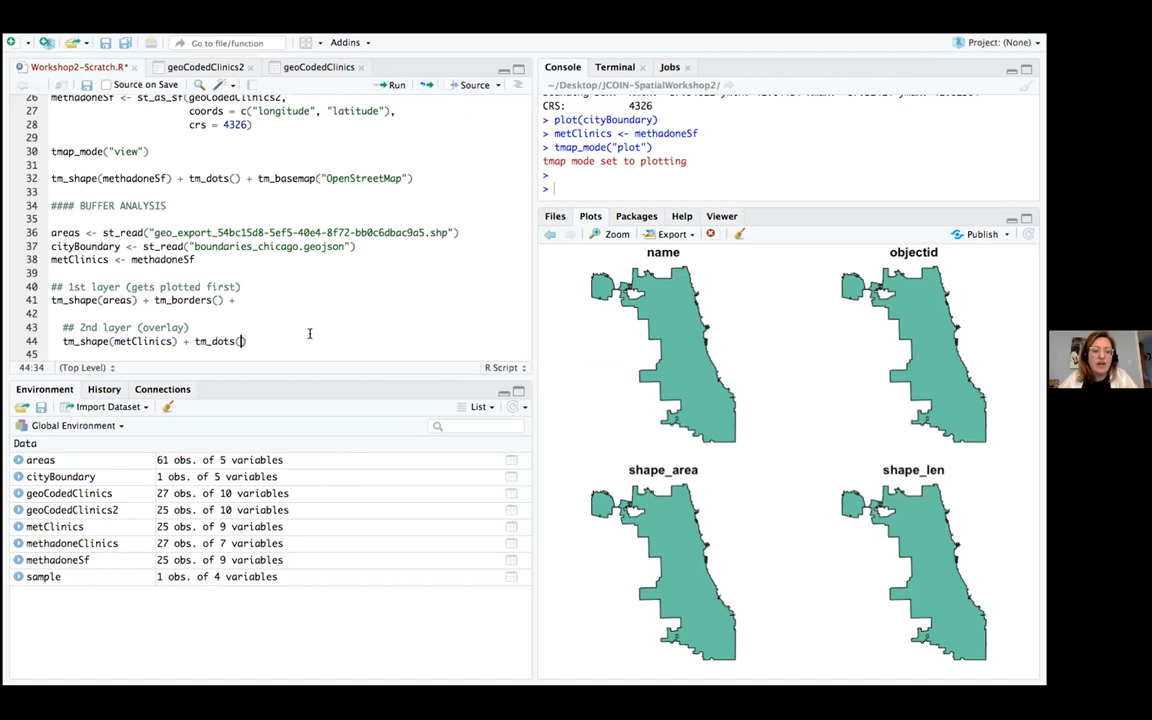 Go to file/function
Addins
Project: (None)
Workshop2-Scratch.R*
geoCodedClinics2
geoCodedClinics
Source on Save
Run
Source
26 methadoneSf <- st_as_sf(geoCodedClinics2,
27 coords = c("longitude", "latitude"),
28 crs = 4326)
29
30 tmap_mode("view")
31
32 tm_shape(methadoneSf) + tm_dots() + tm_basemap("OpenStreetMap")
33
34 #### BUFFER ANALYSIS
35
36 areas <- st_read("geo_export_54bc15d8-5ef5-40e4-8f72-bb0c6dbac9a5.shp")
37 cityBoundary <- st_read("boundaries_chicago.geojson")
38 metClinics <- methadoneSf
39
40 ## 1st layer (gets plotted first)
41 tm_shape(areas) + tm_borders() +
42
43 ## 2nd layer (overlay)
44 tm_shape(metClinics) + tm_dots()
45
44:34
(Top Level)
R Script
Environment
History
Connections
Import Dataset
List
Global Environment
Data
areas 61 obs. of 5 variables
cityBoundary 1 obs. of 5 variables
geoCodedClinics 27 obs. of 10 variables
geoCodedClinics2 25 obs. of 10 variables
metClinics 25 obs. of 9 variables
methadoneClinics 27 obs. of 7 variables
methadoneSf 25 obs. of 9 variables
sample 1 obs. of 4 variables
Console
Terminal
Jobs
~/Desktop/JCOIN-SpatialWorkshop2/
CRS: 4326
> plot(cityBoundary)
> metClinics <- methadoneSf
> tmap_mode("plot")
tmap mode set to plotting
>
>
Files
Plots
Packages
Help
Viewer
Zoom
Export
Publish
name
objectid
shape_area
shape_len